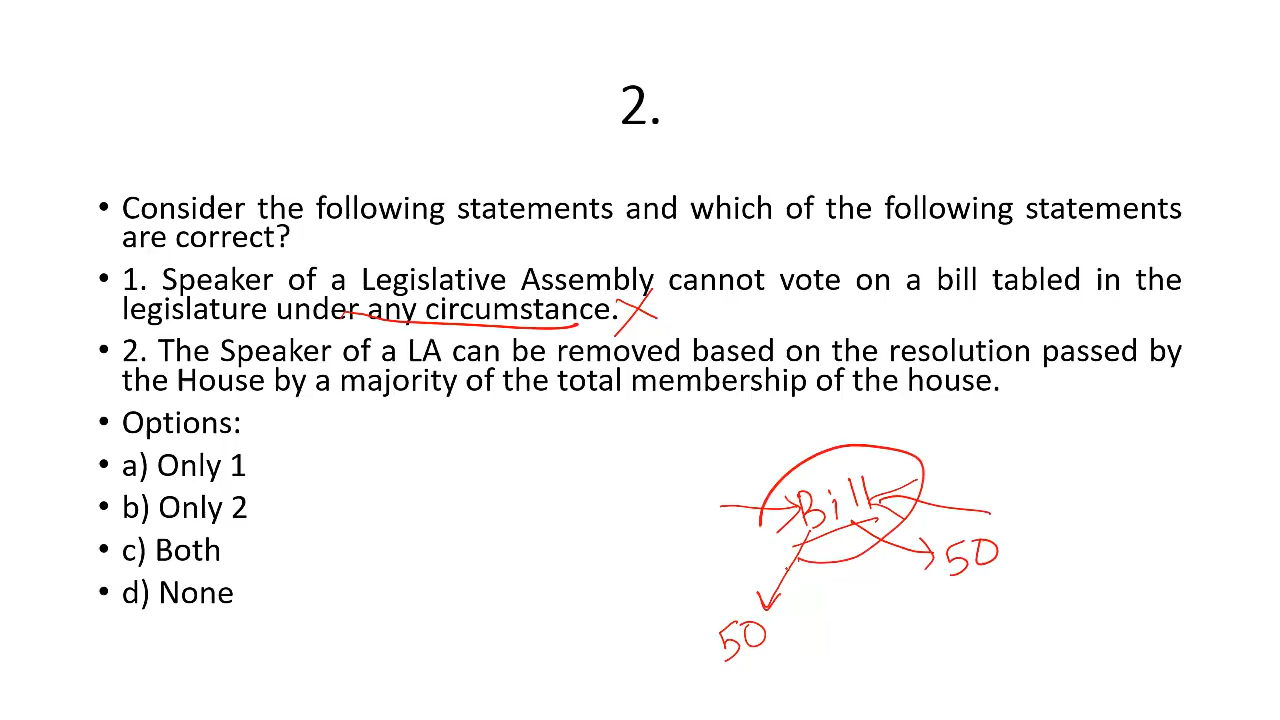 2.
• Consider the following statements and which of the following statements
are correct?
• 1. Speaker of a Legislative Assembly cannot vote on a bill tabled in the
legislature under any circumstance.
• 2. The Speaker of a LA can be removed based on the resolution passed by
the House by a majority of the total membership of the house.
• Options:
• a) Only 1
• b) Only 2
• c) Both
• d) None
Bill
50
50